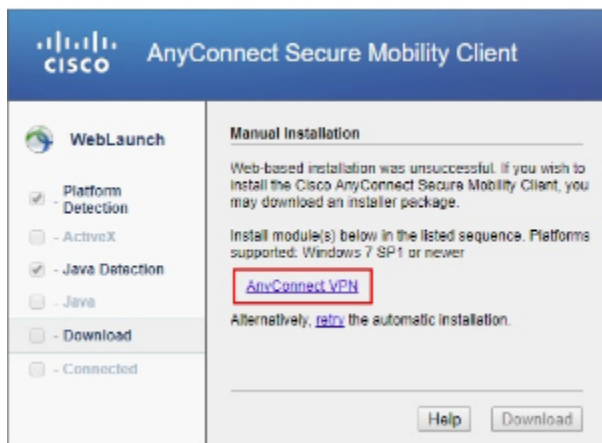 CISCO
AnyConnect Secure Mobility Client
WebLaunch
- Platform
Detection
- ActiveX
- Java Detection
- Java
- Download
- Connected
Manual Installation
Web-based installation was unsuccessful. If you wish to
install the Cisco AnyConnect Secure Mobility Client, you
may download an installer package.
Install module(s) below in the listed sequence. Platforms
supported: Windows 7 SP1 or newer
AnyConnect VPN
Alternatively, retry the automatic installation.
Help
Download